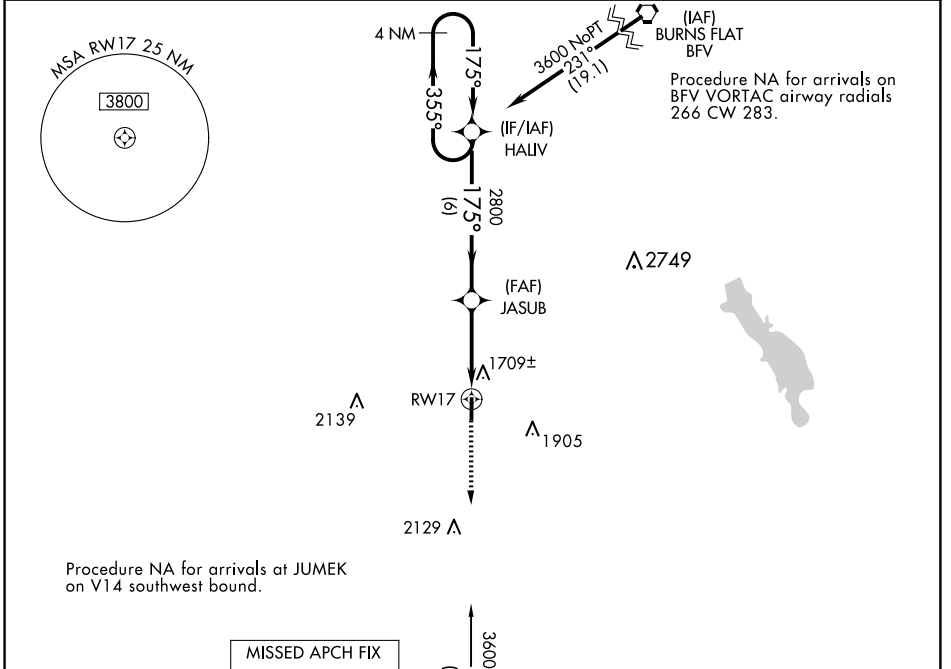 MSA RW17 25 NM
3800
4 NM
175°
355°
3600 NoPT
231°
(19.1)
(IAF)
BURNS FLAT
BFV
Procedure NA for arrivals on
BFV VORTAC airway radials
266 CW 283.
(IF/IAF)
HALIV
2800
175°
(6)
2749
(FAF)
JASUB
1709±
RW17
2139
1905
2129
Procedure NA for arrivals at JUMEK
on V14 southwest bound.
3600
MISSED APCH FIX